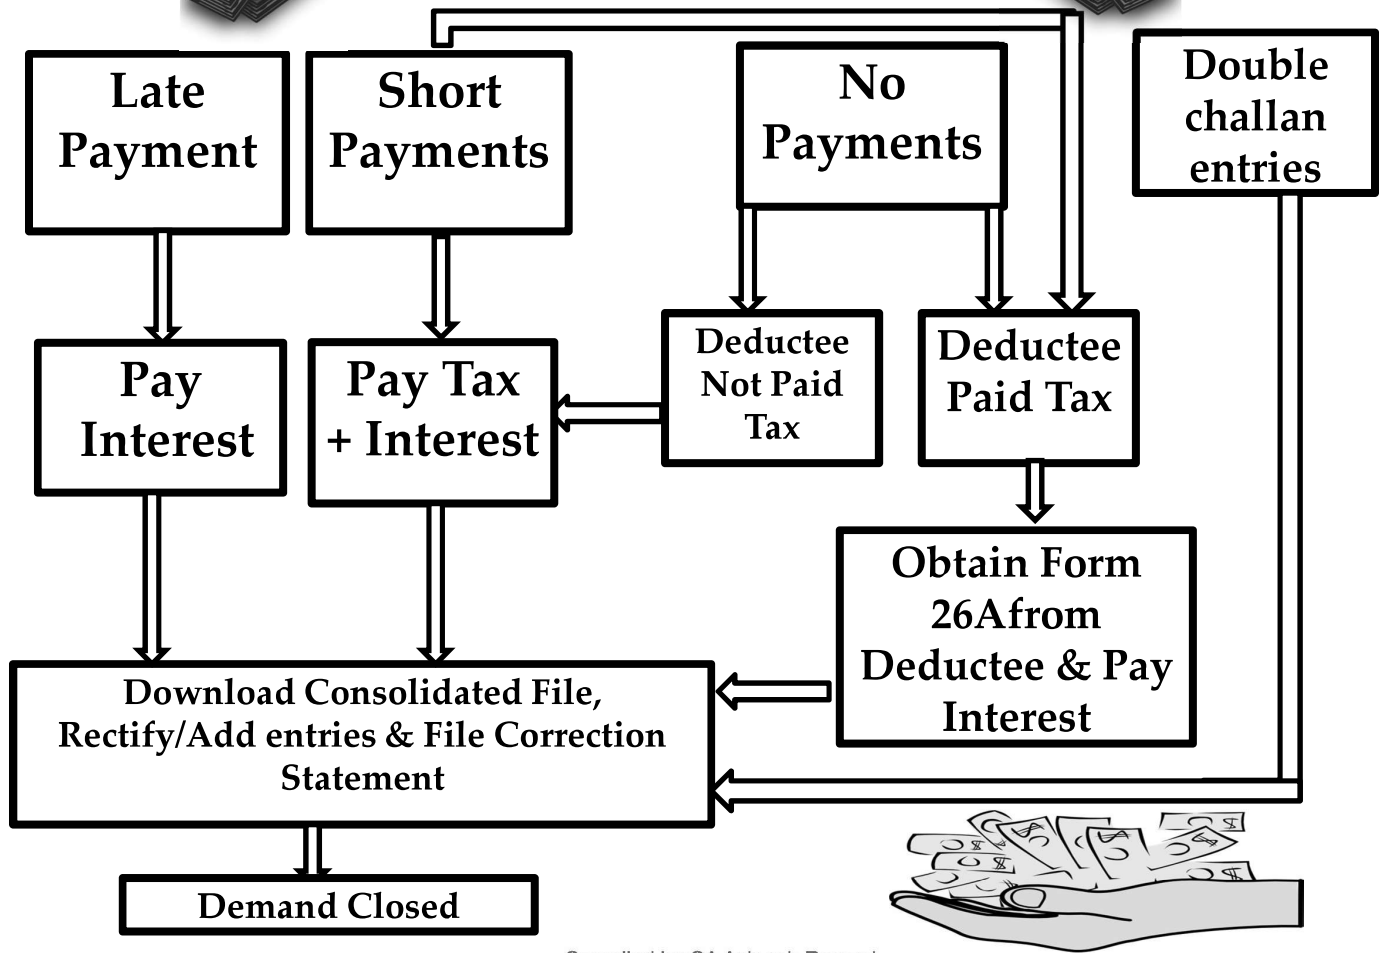 Late
Payment
Short
Payments
No
Payments
Double
challan
entries
Pay
Interest
Pay Tax
+ Interest
Deductee
Not Paid
Tax
Deductee
Paid Tax
Obtain Form
26Afrom
Deductee & Pay
Interest
Download Consolidated File,
Rectify/Add entries & File Correction
Statement
Demand Closed